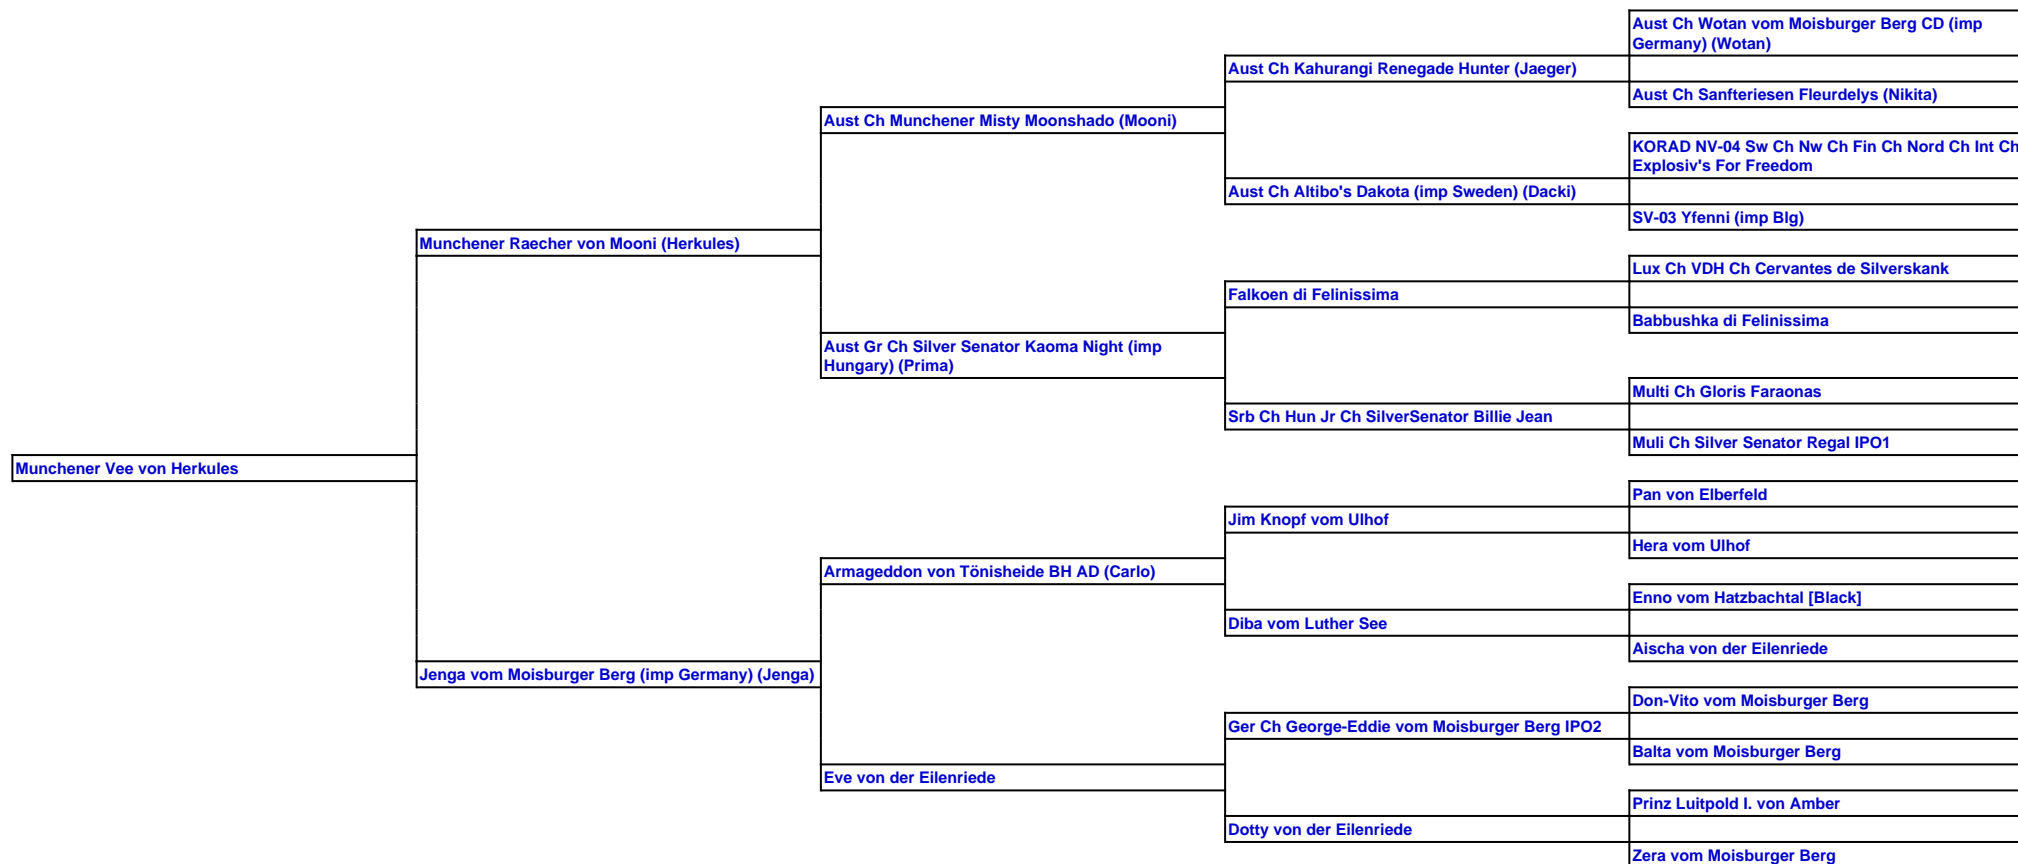 Aust Ch Wotan vom Moisburger Berg CD (imp
Germany) (Wotan)
Aust Ch Kahurangi Renegade Hunter (Jaeger)
Aust Ch Sanfteriesen Fleurdelys (Nikita)
Aust Ch Munchener Misty Moonshado (Mooni)
KORAD NV-04 Sw Ch Nw Ch Fin Ch Nord Ch Int Ch
Explosiv's For Freedom
Aust Ch Altibo's Dakota (imp Sweden) (Dacki)
SV-03 Yfenni (imp Blg)
Munchener Raecher von Mooni (Herkules)
Lux Ch VDH Ch Cervantes de Silverskank
Falkoen di Felinissima
Babbushka di Felinissima
Aust Gr Ch Silver Senator Kaoma Night (imp
Hungary) (Prima)
Multi Ch Gloris Faraonas
Srb Ch Hun Jr Ch SilverSenator Billie Jean
Muli Ch Silver Senator Regal IPO1
Munchener Vee von Herkules
Pan von Elberfeld
Jim Knopf vom Ulhof
Hera vom Ulhof
Armageddon von Tönisheide BH AD (Carlo)
Enno vom Hatzbachtal [Black]
Diba vom Luther See
Aischa von der Eilenriede
Jenga vom Moisburger Berg (imp Germany) (Jenga)
Don-Vito vom Moisburger Berg
Ger Ch George-Eddie vom Moisburger Berg IPO2
Balta vom Moisburger Berg
Eve von der Eilenriede
Prinz Luitpold I. von Amber
Dotty von der Eilenriede
Zera vom Moisburger Berg